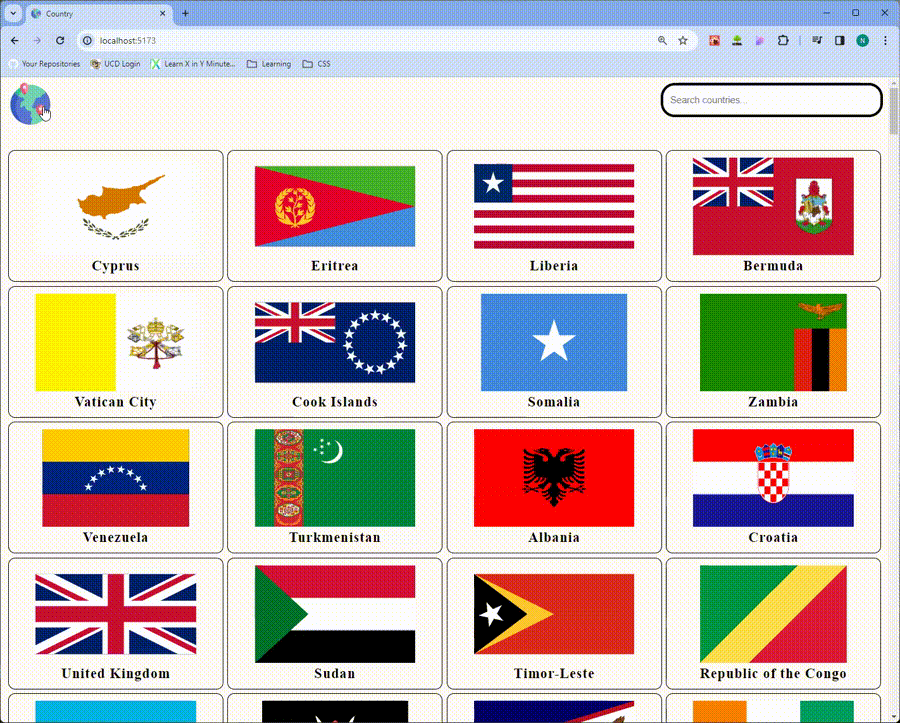 Country
localhost:5173
N
Your Repositories
UCD Login
Learn X in Y Minute...
Learning
CSS
Search countries...
Cyprus
Eritrea
Liberia
Bermuda
Vatican City
Cook Islands
Somalia
Zambia
Venezuela
Turkmenistan
Albania
Croatia
United Kingdom
Sudan
Timor-Leste
Republic of the Congo